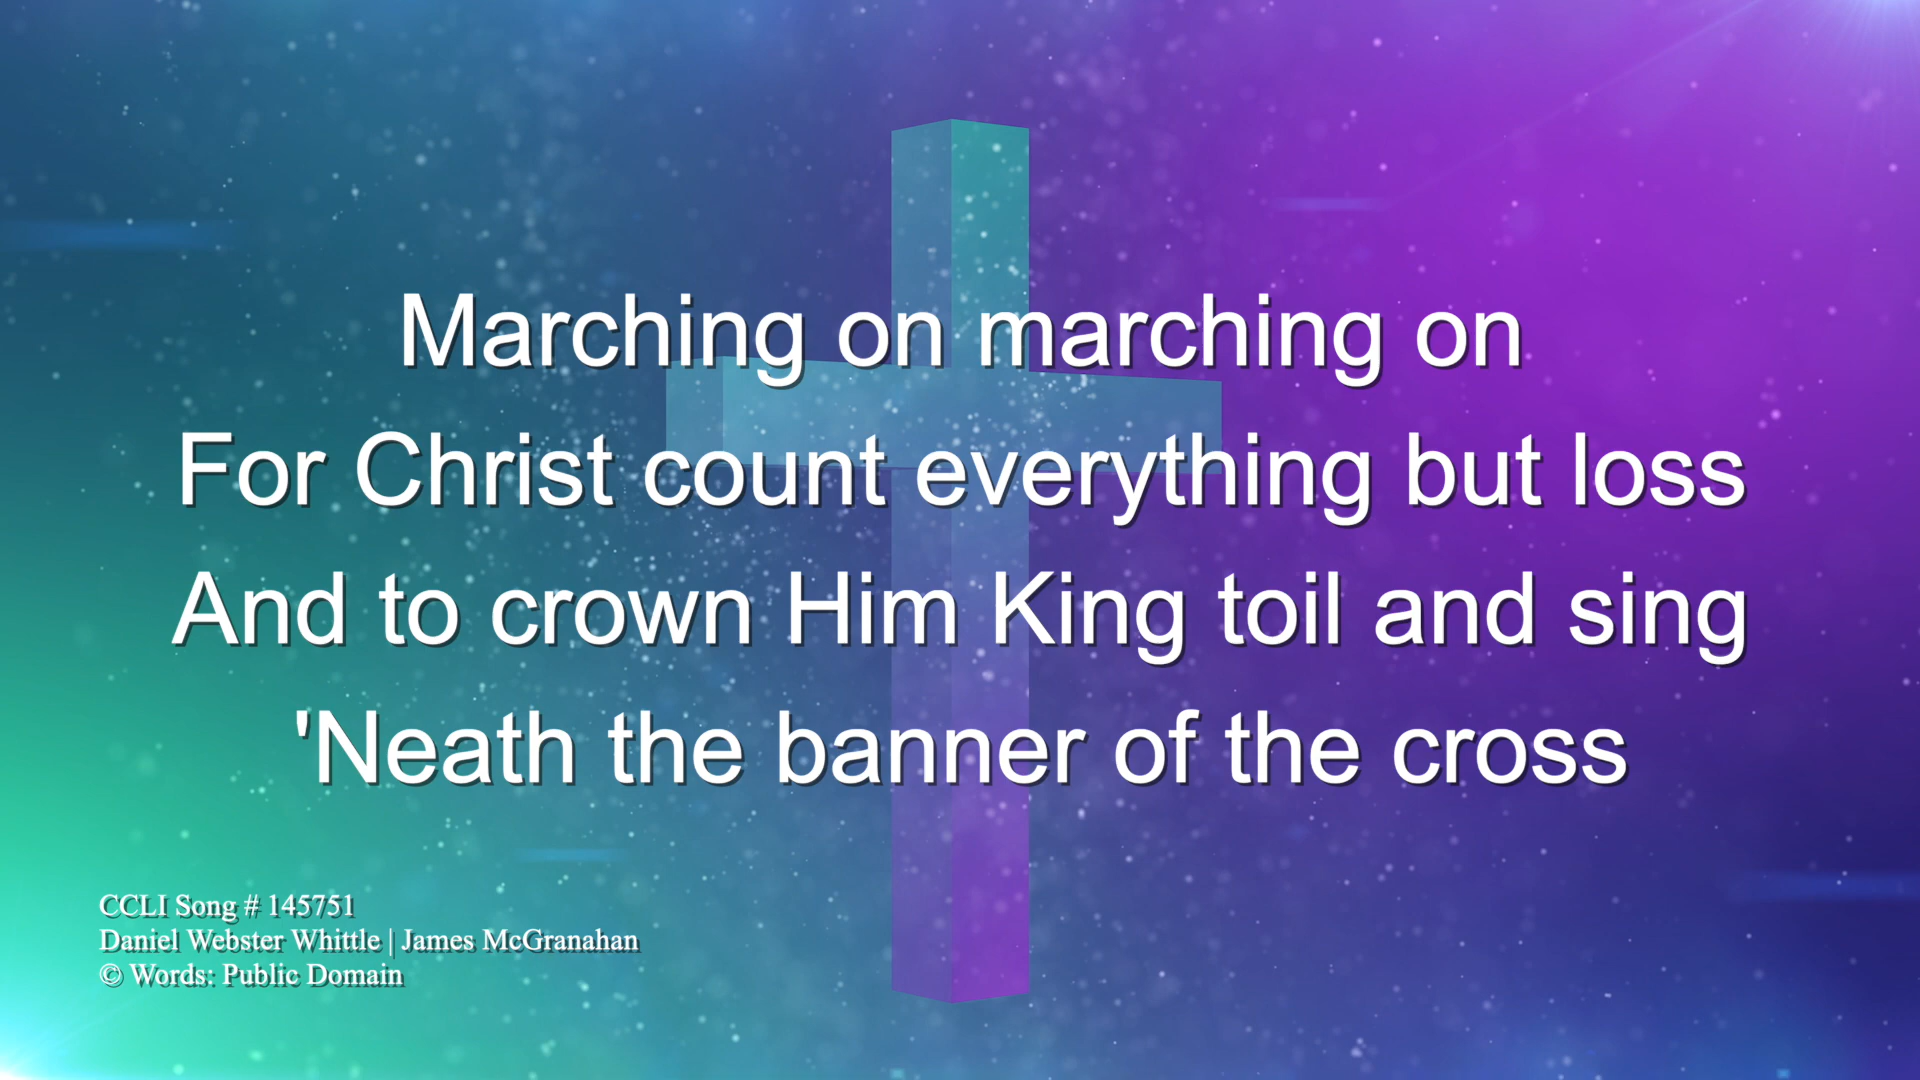 Marching on marching on
For Christ count everything but loss
And to crown Him King toil and sing
'Neath the banner of the cross
CCLI Song # 145751
Daniel Webster Whittle | James McGranahan
© Words: Public Domain